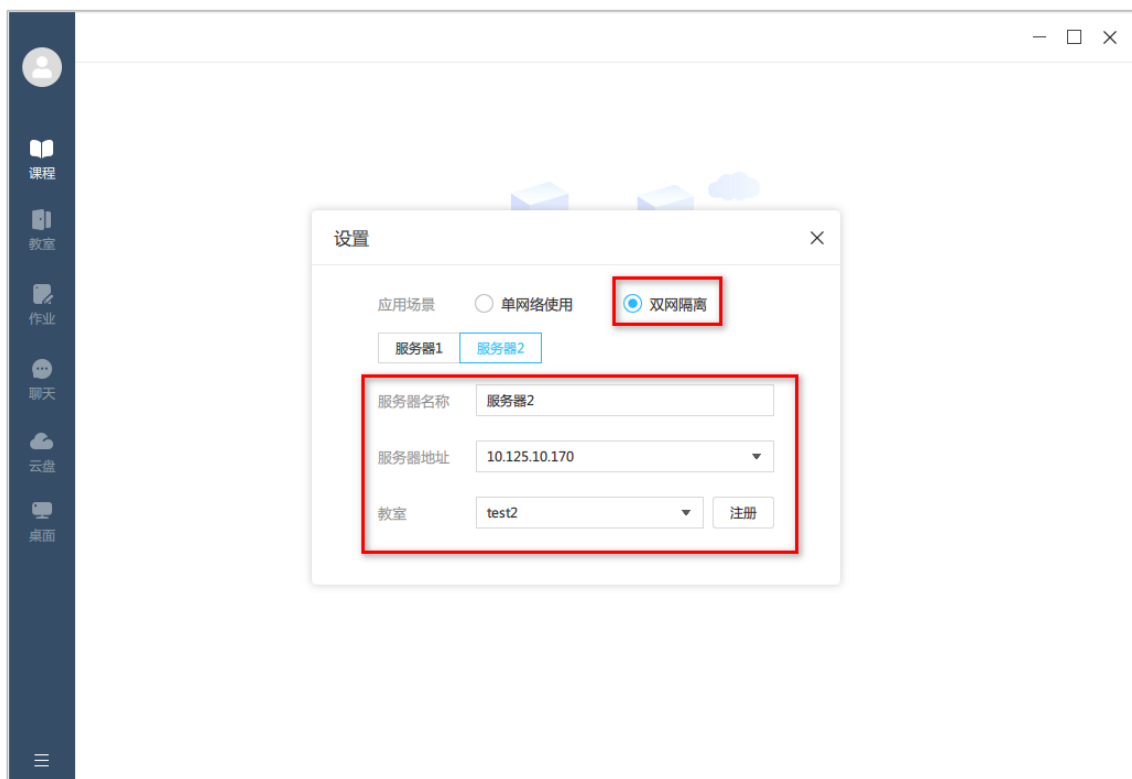 课程
教室
作业
聊天
云盘
桌面
设置
应用场景 单网络使用 双网隔离
服务器1 服务器2
服务器名称 服务器2
服务器地址 10.125.10.170
教室 test2 注册